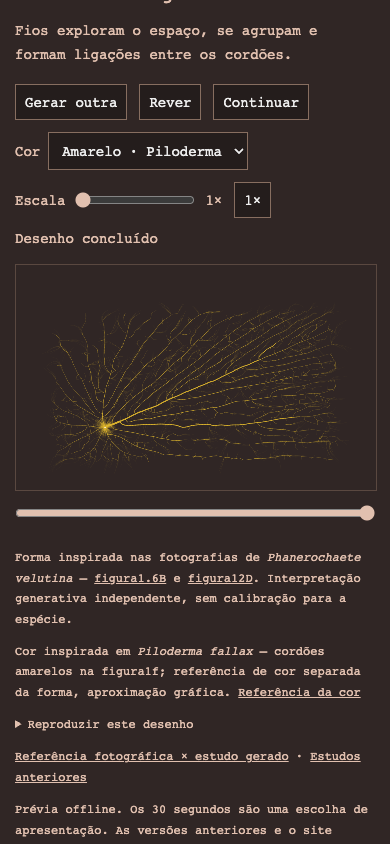 Fios exploram o espaço, se agrupam e
formam ligações entre os cordões.
Gerar outra Rever Continuar
Cor Amarelo · Piloderma
Escala 1× 1×
Desenho concluído
Forma inspirada nas fotografias de Phanerochaete
velutina — figura1.6B e figura12D. Interpretação
generativa independente, sem calibração para a
espécie.
Cor inspirada em Piloderma fallax — cordões
amarelos na figura1f; referência de cor separada
da forma, aproximação gráfica. Referência da cor
Reproduzir este desenho
Referência fotográfica × estudo gerado · Estudos
anteriores
Prévia offline. Os 30 segundos são uma escolha de
apresentação. As versões anteriores e o site